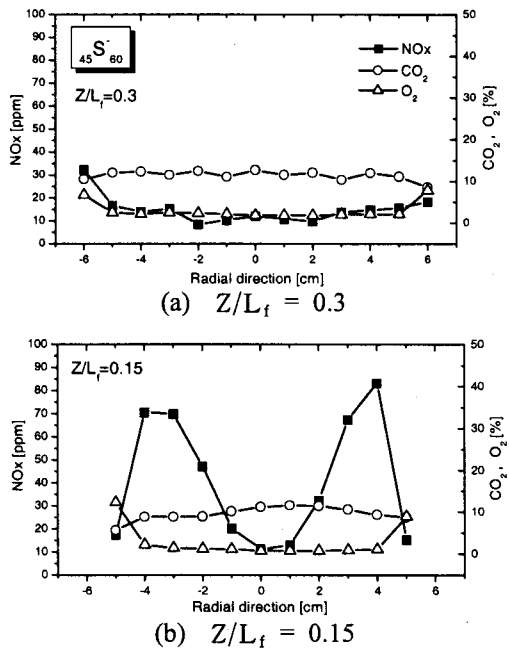 45S-60
Z/Lf=0.3
NOx
CO2
O2
NOx [ppm]
100
90
80
70
60
50
40
30
20
10
0
CO2, O2 [%]
50
40
30
20
10
0
-6 -4 -2 0 2 4 6
Radial direction [cm]
(a) Z/Lf = 0.3
Z/Lf=0.15
NOx [ppm]
100
90
80
70
60
50
40
30
20
10
0
CO2, O2 [%]
50
40
30
20
10
0
-6 -4 -2 0 2 4 6
Radial direction [cm]
(b) Z/Lf = 0.15